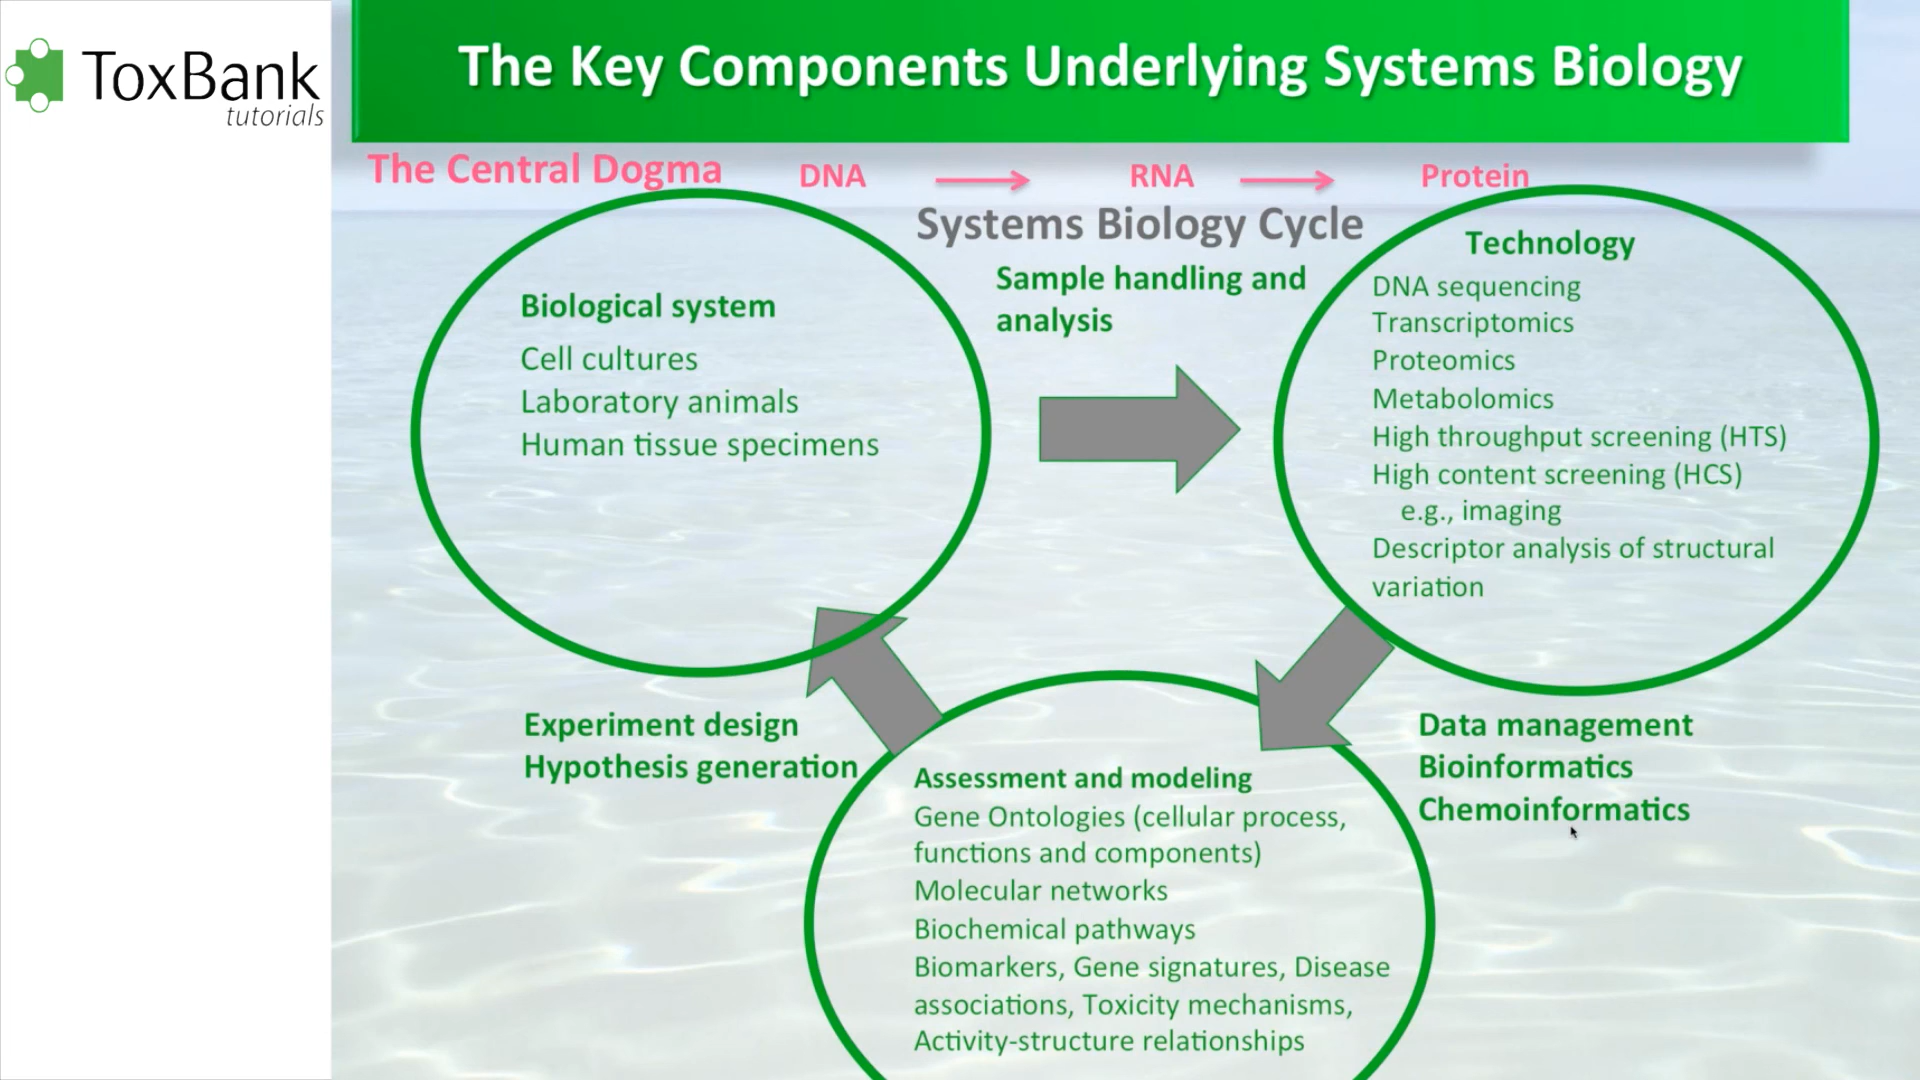 ToxBank
tutorials
The Key Components Underlying Systems Biology
The Central Dogma DNA RNA Protein
Systems Biology Cycle
Biological system
Cell cultures
Laboratory animals
Human tissue specimens
Sample handling and
analysis
Technology
DNA sequencing
Transcriptomics
Proteomics
Metabolomics
High throughput screening (HTS)
High content screening (HCS)
e.g., imaging
Descriptor analysis of structural
variation
Experiment design
Hypothesis generation
Assessment and modeling
Gene Ontologies (cellular process,
functions and components)
Molecular networks
Biochemical pathways
Biomarkers, Gene signatures, Disease
associations, Toxicity mechanisms,
Activity-structure relationships
Data management
Bioinformatics
Chemoinformatics